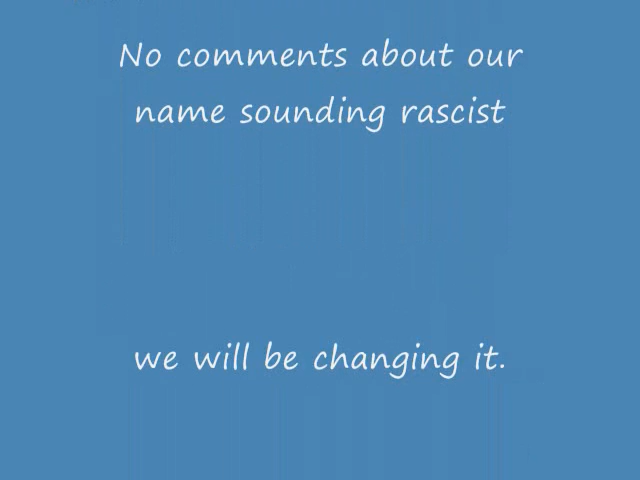 No comments about our
name sounding rascist
we will be changing it.